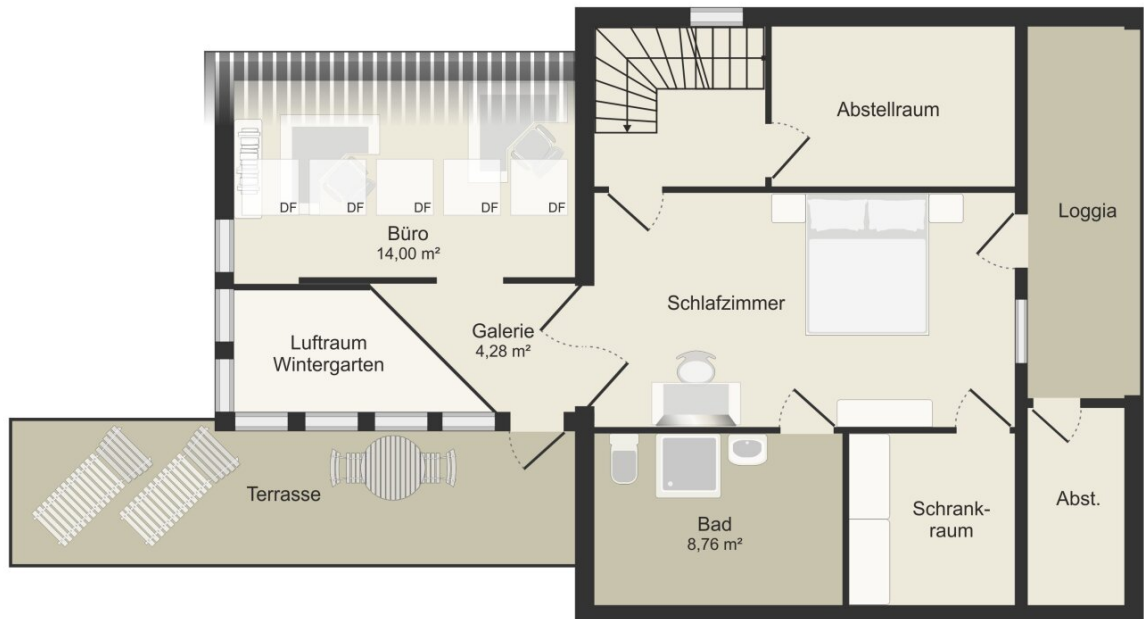 Abstellraum
Loggia
DF DF DF DF DF
Büro
14,00 m²
Schlafzimmer
Galerie
4,28 m²
Luftraum
Wintergarten
Terrasse
Bad
8,76 m²
Schrank-
raum
Abst.